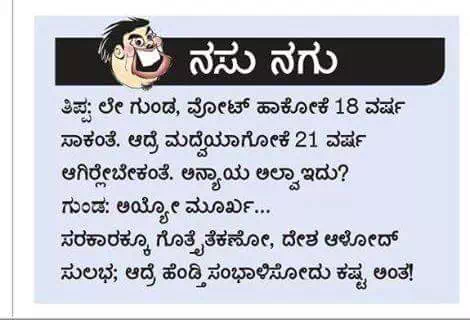 ನಸು ನಗು
ತಿಪ್ಪ: ಲೇ ಗುಂಡ, ವೋಟ್ ಹಾಕೋಕೆ 18 ವರ್ಷ
ಸಾಕಂತೆ. ಆದ್ರೆ ಮದ್ವೆಯಾಗೋಕೆ 21 ವರ್ಷ
ಆಗಿರ್‍ಲೇಬೇಕಂತೆ. ಅನ್ಯಾಯ ಅಲ್ವಾ ಇದು?
ಗುಂಡ: ಅಯ್ಯೋ ಮೂರ್ಖ...
ಸರಕಾರಕ್ಕೂ ಗೊತ್ತೈತೆಕಣೋ, ದೇಶ ಆಳೋದ್
ಸುಲಭ; ಆದ್ರೆ ಹೆಂಡ್ತಿ ಸಂಭಾಳಿಸೋದು ಕಷ್ಟ ಅಂತ!